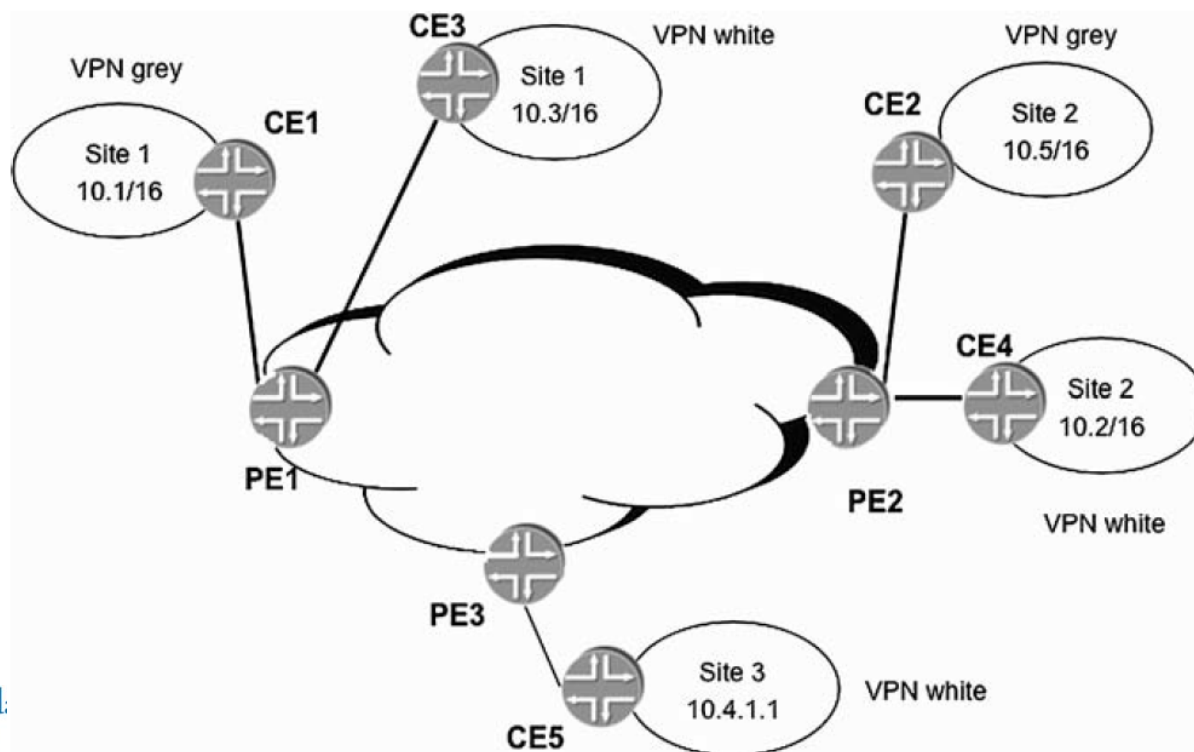 CE3
VPN white
VPN grey
VPN grey
Site 1
10.3/16
CE1
CE2
Site 2
10.5/16
Site 1
10.1/16
CE4
Site 2
10.2/16
PE1
PE2
VPN white
PE3
Site 3
10.4.1.1
VPN white
CE5